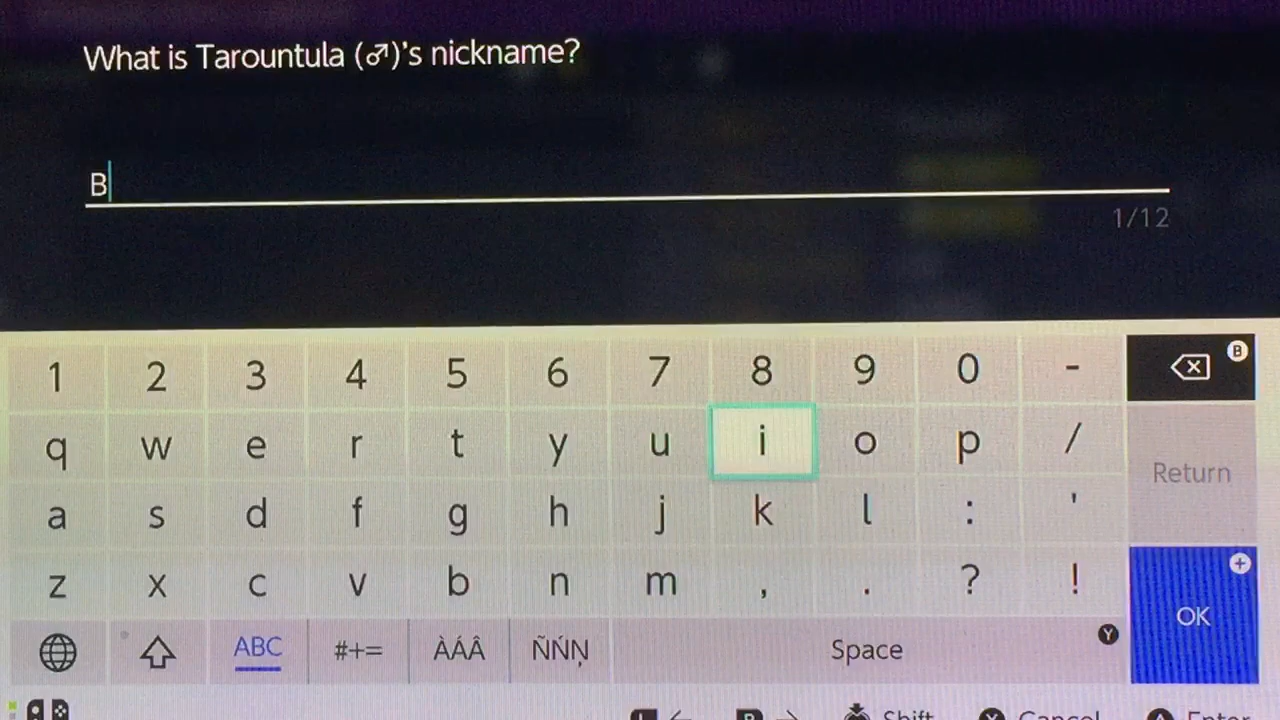 What is Tarountula (♂)'s nickname?
B
1/12
1 2 3 4 5 6 7 8 9 0 - B
q w e r t y u i o p / Return
a s d f g h j k l : '
z x c v b n m , . ? ! + OK
ABC #+= ÀÁÂ ÑŃŅ Space Y
L ← R → Shift X Cancel A Enter